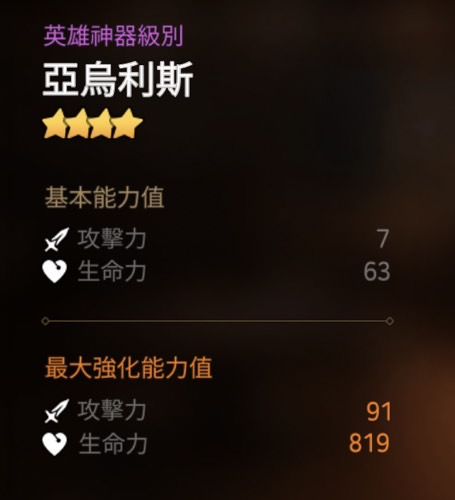 英雄神器級別
亞烏利斯
基本能力值
攻擊力 7
生命力 63
最大強化能力值
攻擊力 91
生命力 819